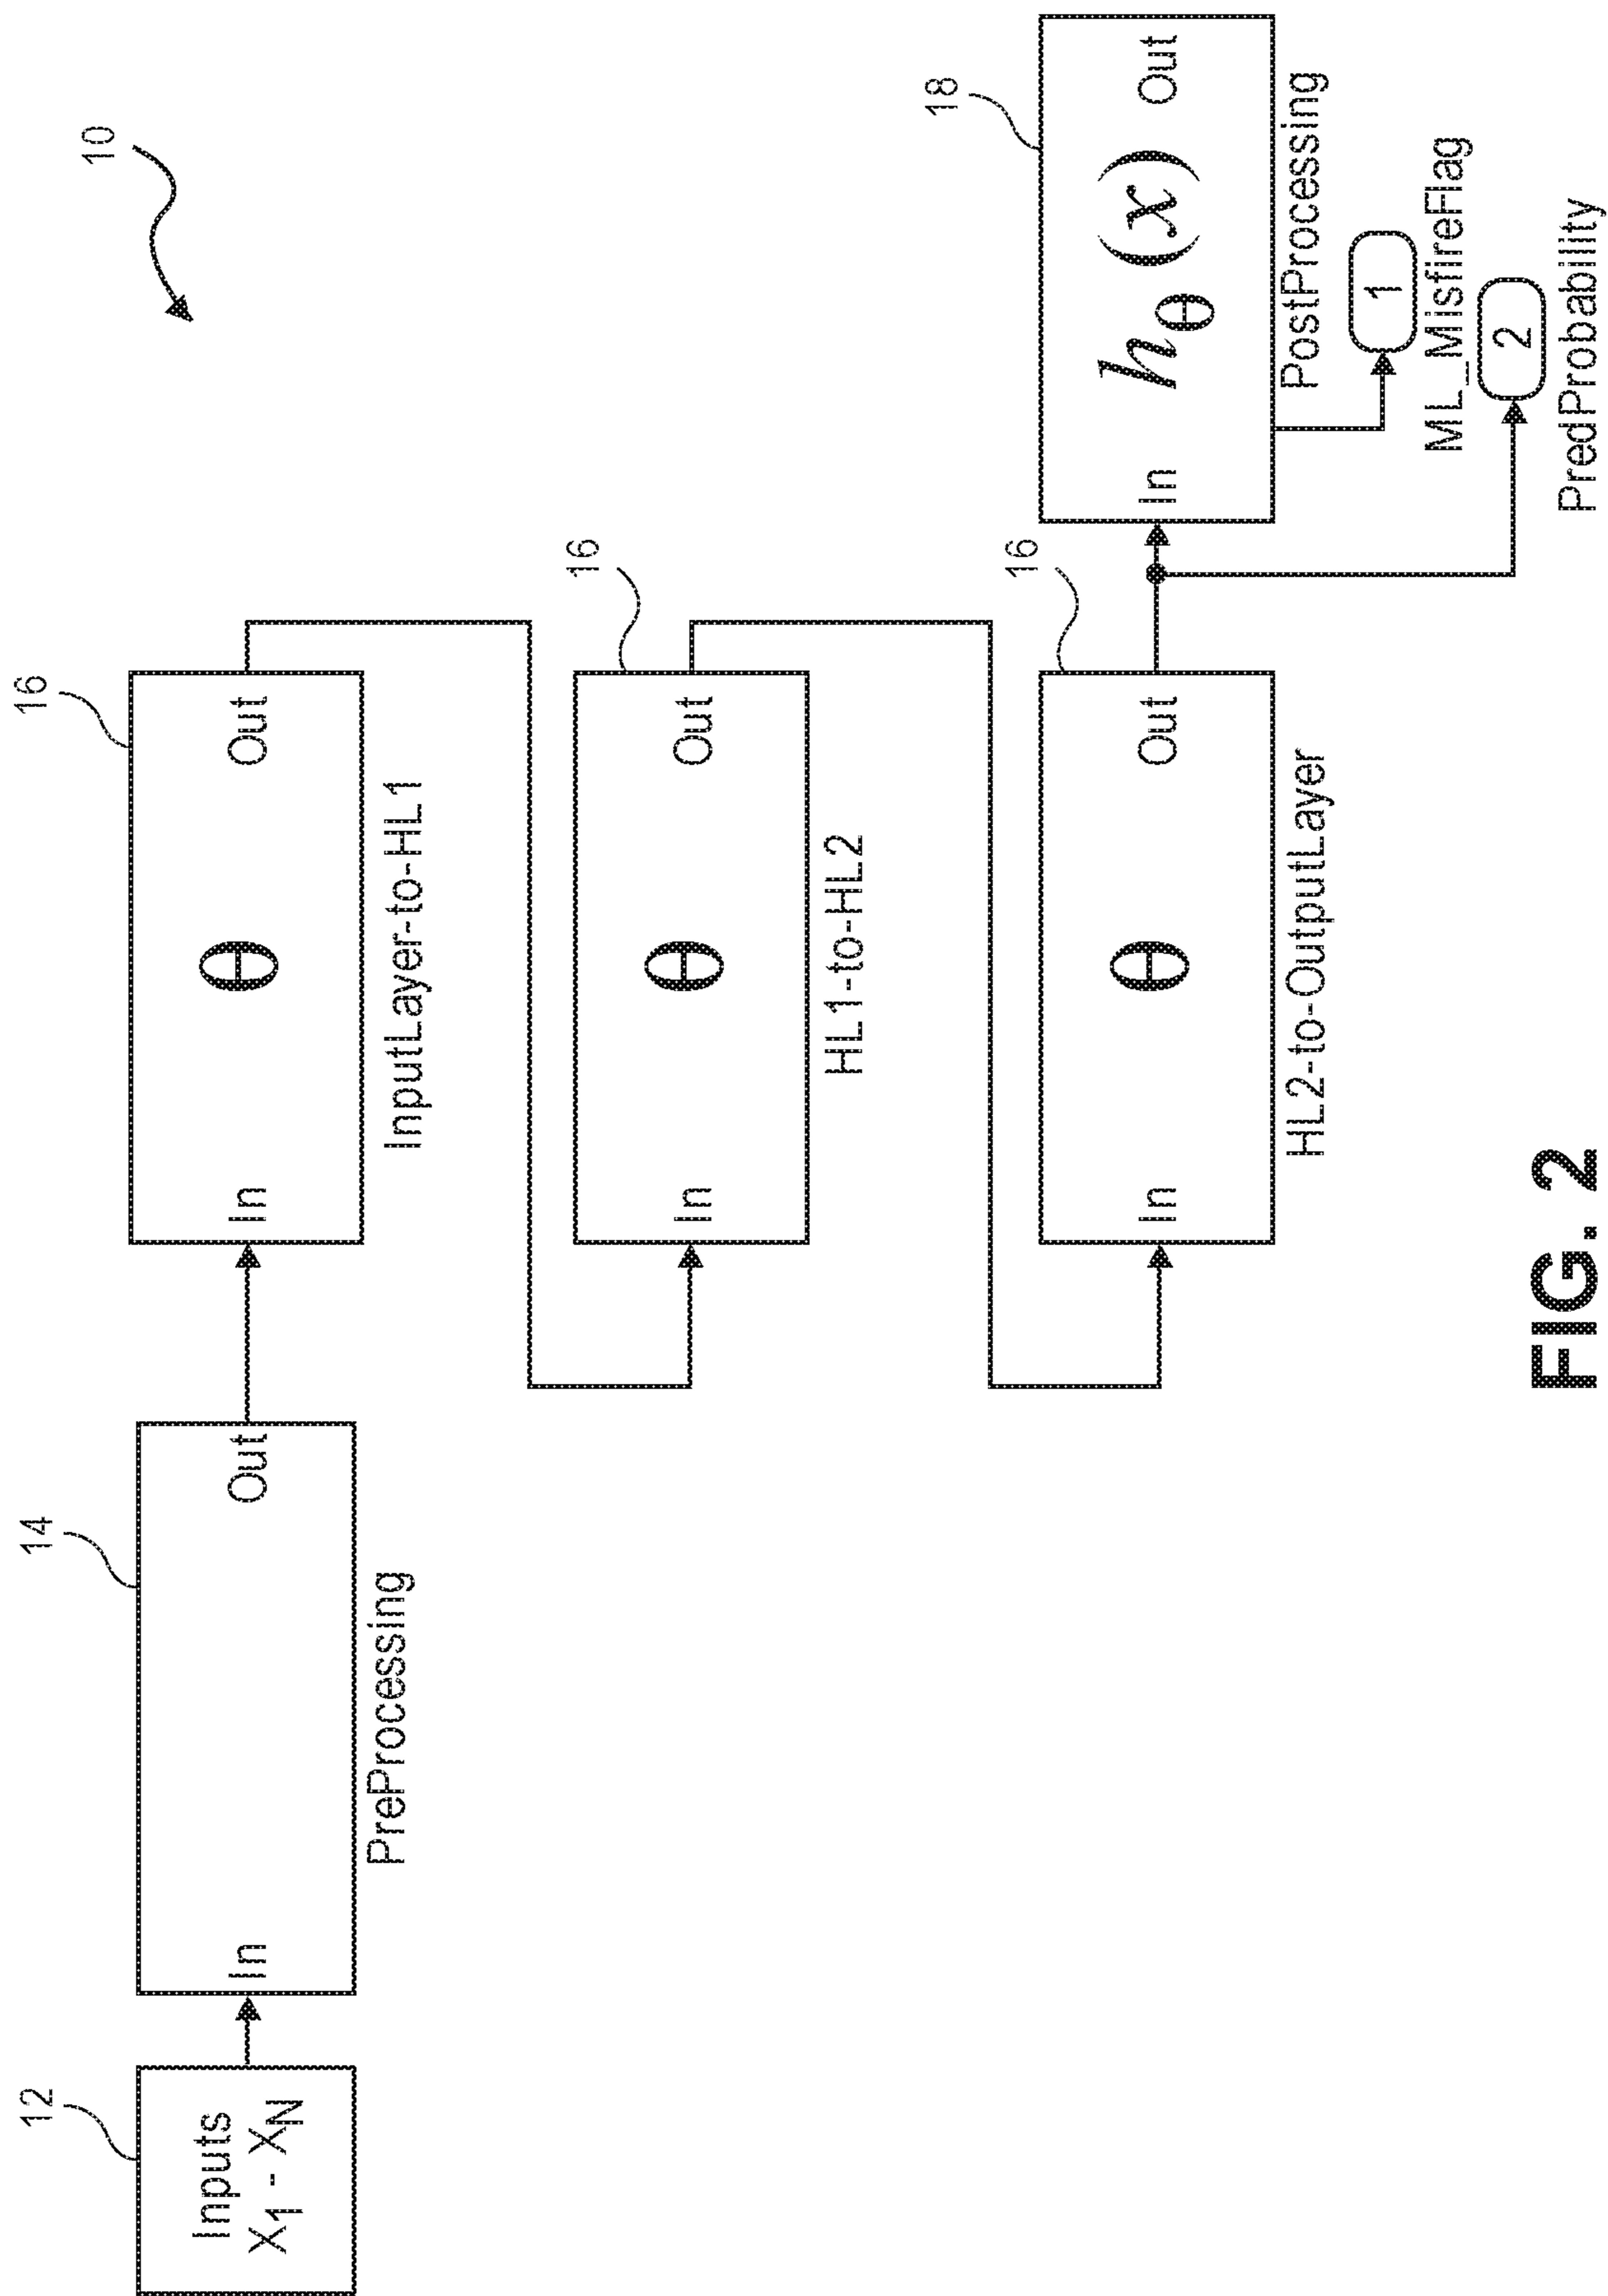 10
12
Inputs
X1 - XN
14
In
Out
PreProcessing
16
In
θ
Out
InputLayer-to-HL1
16
In
θ
Out
HL1-to-HL2
16
In
θ
Out
HL2-to-OutputLayer
18
In
hθ(x)
Out
PostProcessing
1
ML_MisfireFlag
2
PredProbability
FIG. 2